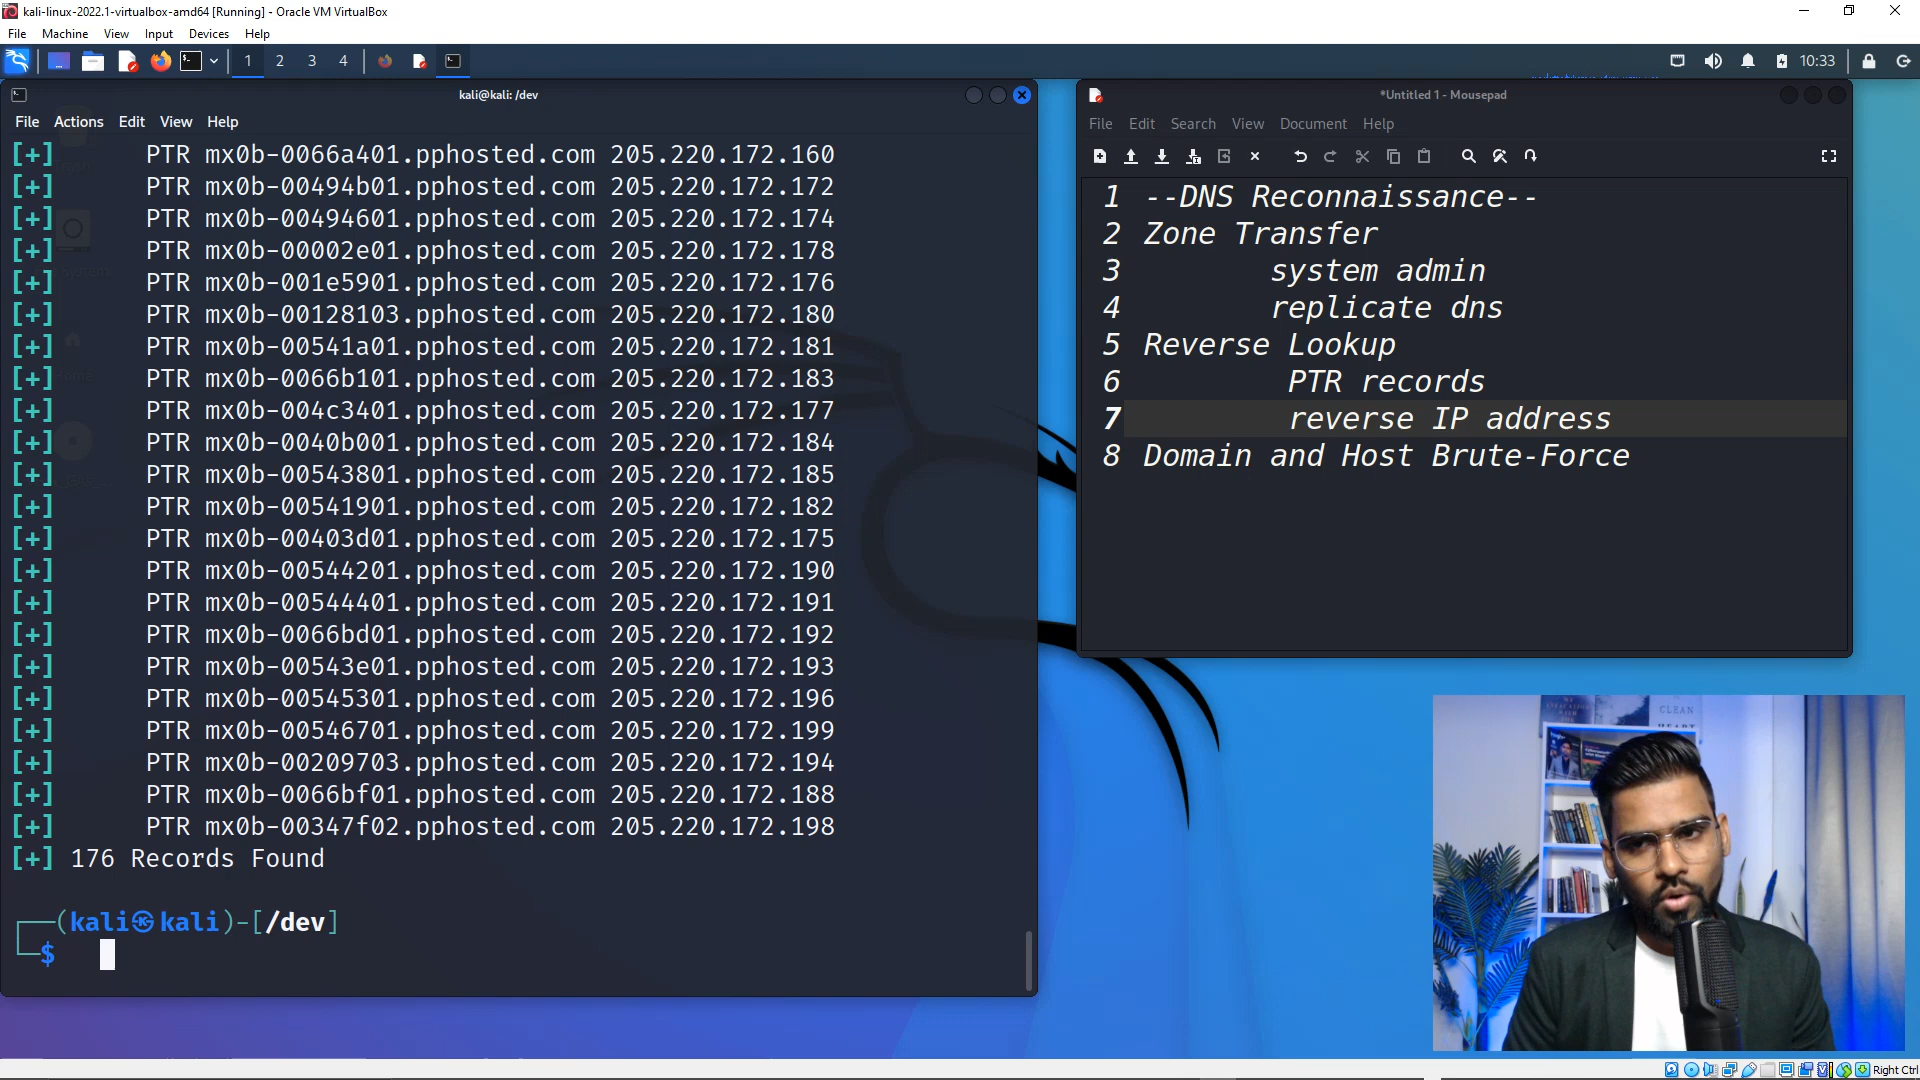 kali-linux-2022.1-virtualbox-amd64 [Running] - Oracle VM VirtualBox
File Machine View Input Devices Help
1 2 3 4 10:33
kali@kali: /dev
File Actions Edit View Help
[+] PTR mx0b-0066a401.pphosted.com 205.220.172.160
[+] PTR mx0b-00494b01.pphosted.com 205.220.172.172
[+] PTR mx0b-00494601.pphosted.com 205.220.172.174
[+] PTR mx0b-00002e01.pphosted.com 205.220.172.178
[+] PTR mx0b-001e5901.pphosted.com 205.220.172.176
[+] PTR mx0b-00128103.pphosted.com 205.220.172.180
[+] PTR mx0b-00541a01.pphosted.com 205.220.172.181
[+] PTR mx0b-0066b101.pphosted.com 205.220.172.183
[+] PTR mx0b-004c3401.pphosted.com 205.220.172.177
[+] PTR mx0b-0040b001.pphosted.com 205.220.172.184
[+] PTR mx0b-00543801.pphosted.com 205.220.172.185
[+] PTR mx0b-00541901.pphosted.com 205.220.172.182
[+] PTR mx0b-00403d01.pphosted.com 205.220.172.175
[+] PTR mx0b-00544201.pphosted.com 205.220.172.190
[+] PTR mx0b-00544401.pphosted.com 205.220.172.191
[+] PTR mx0b-0066bd01.pphosted.com 205.220.172.192
[+] PTR mx0b-00543e01.pphosted.com 205.220.172.193
[+] PTR mx0b-00545301.pphosted.com 205.220.172.196
[+] PTR mx0b-00546701.pphosted.com 205.220.172.199
[+] PTR mx0b-00209703.pphosted.com 205.220.172.194
[+] PTR mx0b-0066bf01.pphosted.com 205.220.172.188
[+] PTR mx0b-00347f02.pphosted.com 205.220.172.198
[+] 176 Records Found
(kali㉿kali)-[/dev]
$
*Untitled 1 - Mousepad
File Edit Search View Document Help
1 --DNS Reconnaissance--
2 Zone Transfer
3 system admin
4 replicate dns
5 Reverse Lookup
6 PTR records
7 reverse IP address
8 Domain and Host Brute-Force
CLEAN
Right Ctrl